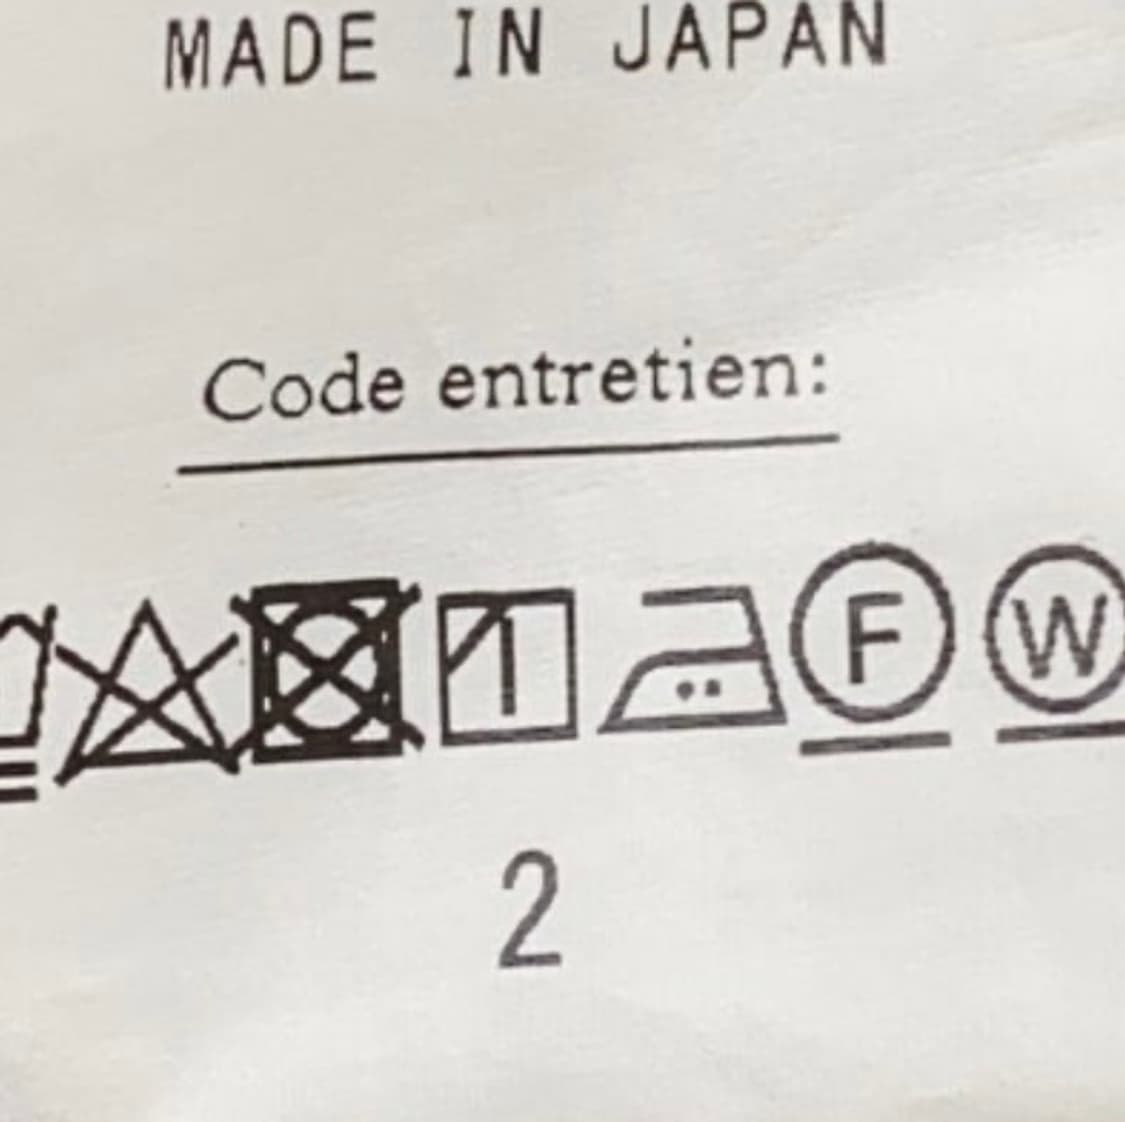 MADE IN JAPAN
Code entretien:
F W
2